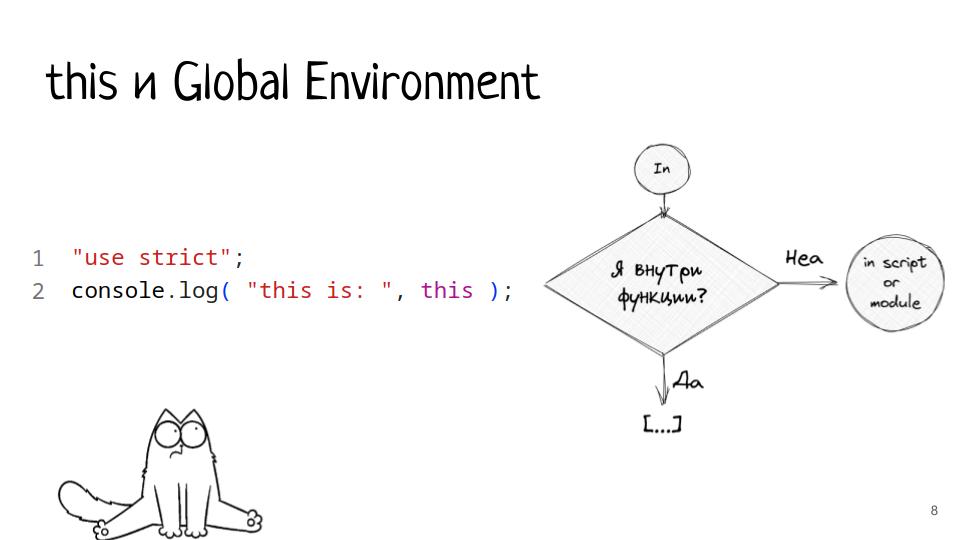 this и Global Environment
In
Я внутри
функции?
Неа
in script
or
module
Да
[...]
1 "use strict";
2 console.log( "this is: ", this );
8